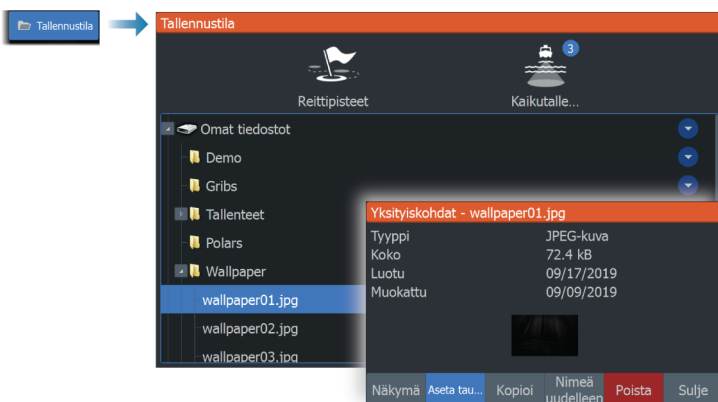 Tallennustila
Tallennustila
3
Reittipisteet
Kaikutalle...
Omat tiedostot
Demo
Gribs
Tallenteet
Polars
Wallpaper
wallpaper01.jpg
wallpaper02.jpg
wallpaper03.jpg
Yksityiskohdat - wallpaper01.jpg
Tyyppi JPEG-kuva
Koko 72.4 kB
Luotu 09/17/2019
Muokattu 09/09/2019
Näkymä
Aseta tau...
Kopioi
Nimeä
uudelleen
Poista
Sulje